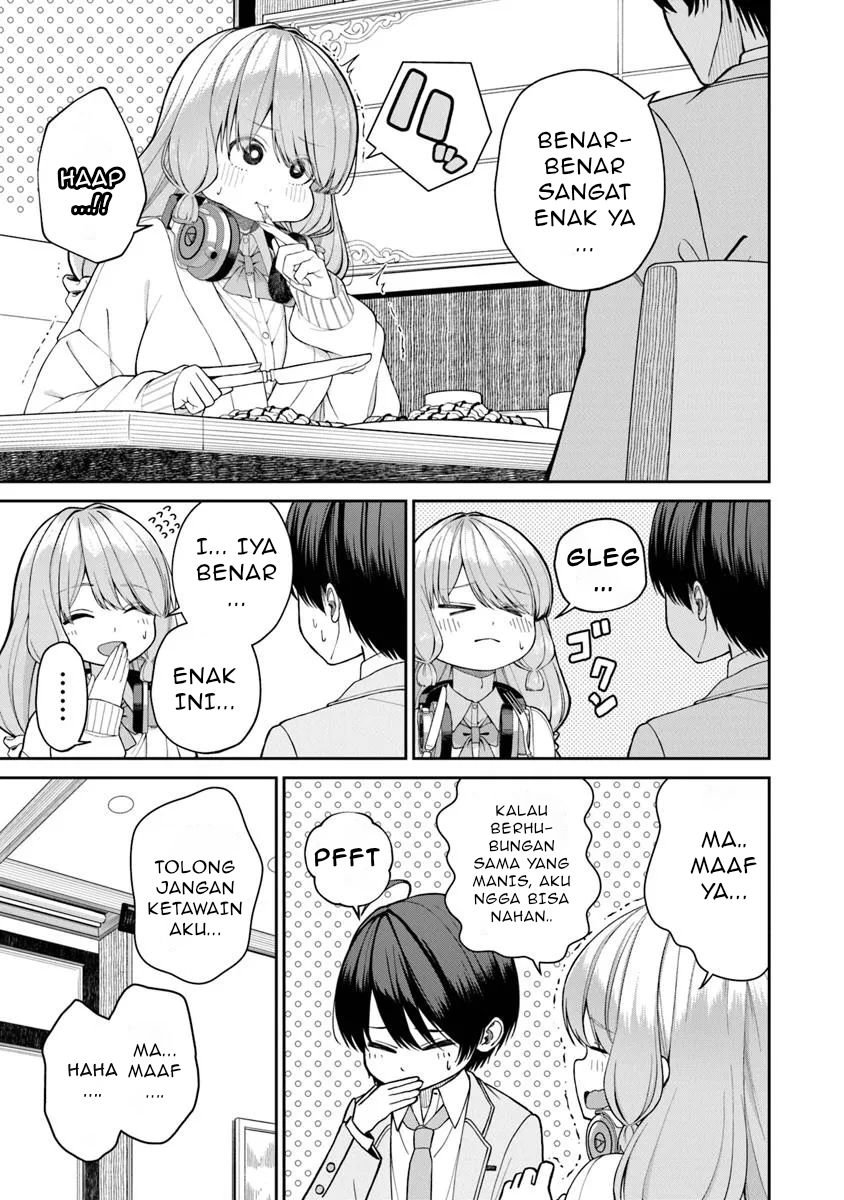 BENAR-
BENAR
SANGAT
ENAK YA
...
!!
HAAP
...!!
GLEG
...
ゴクン
I... IYA
BENAR
...
ENAK
INI...
......
MA..
MAAF
YA...
KALAU
BERHU-
BUNGAN
SAMA YANG
MANIS, AKU
NGGA BISA
NAHAN..
PFFT
TOLONG
JANGAN
KETAWAIN
AKU...
MA...
MAAF
....
HAHA
....